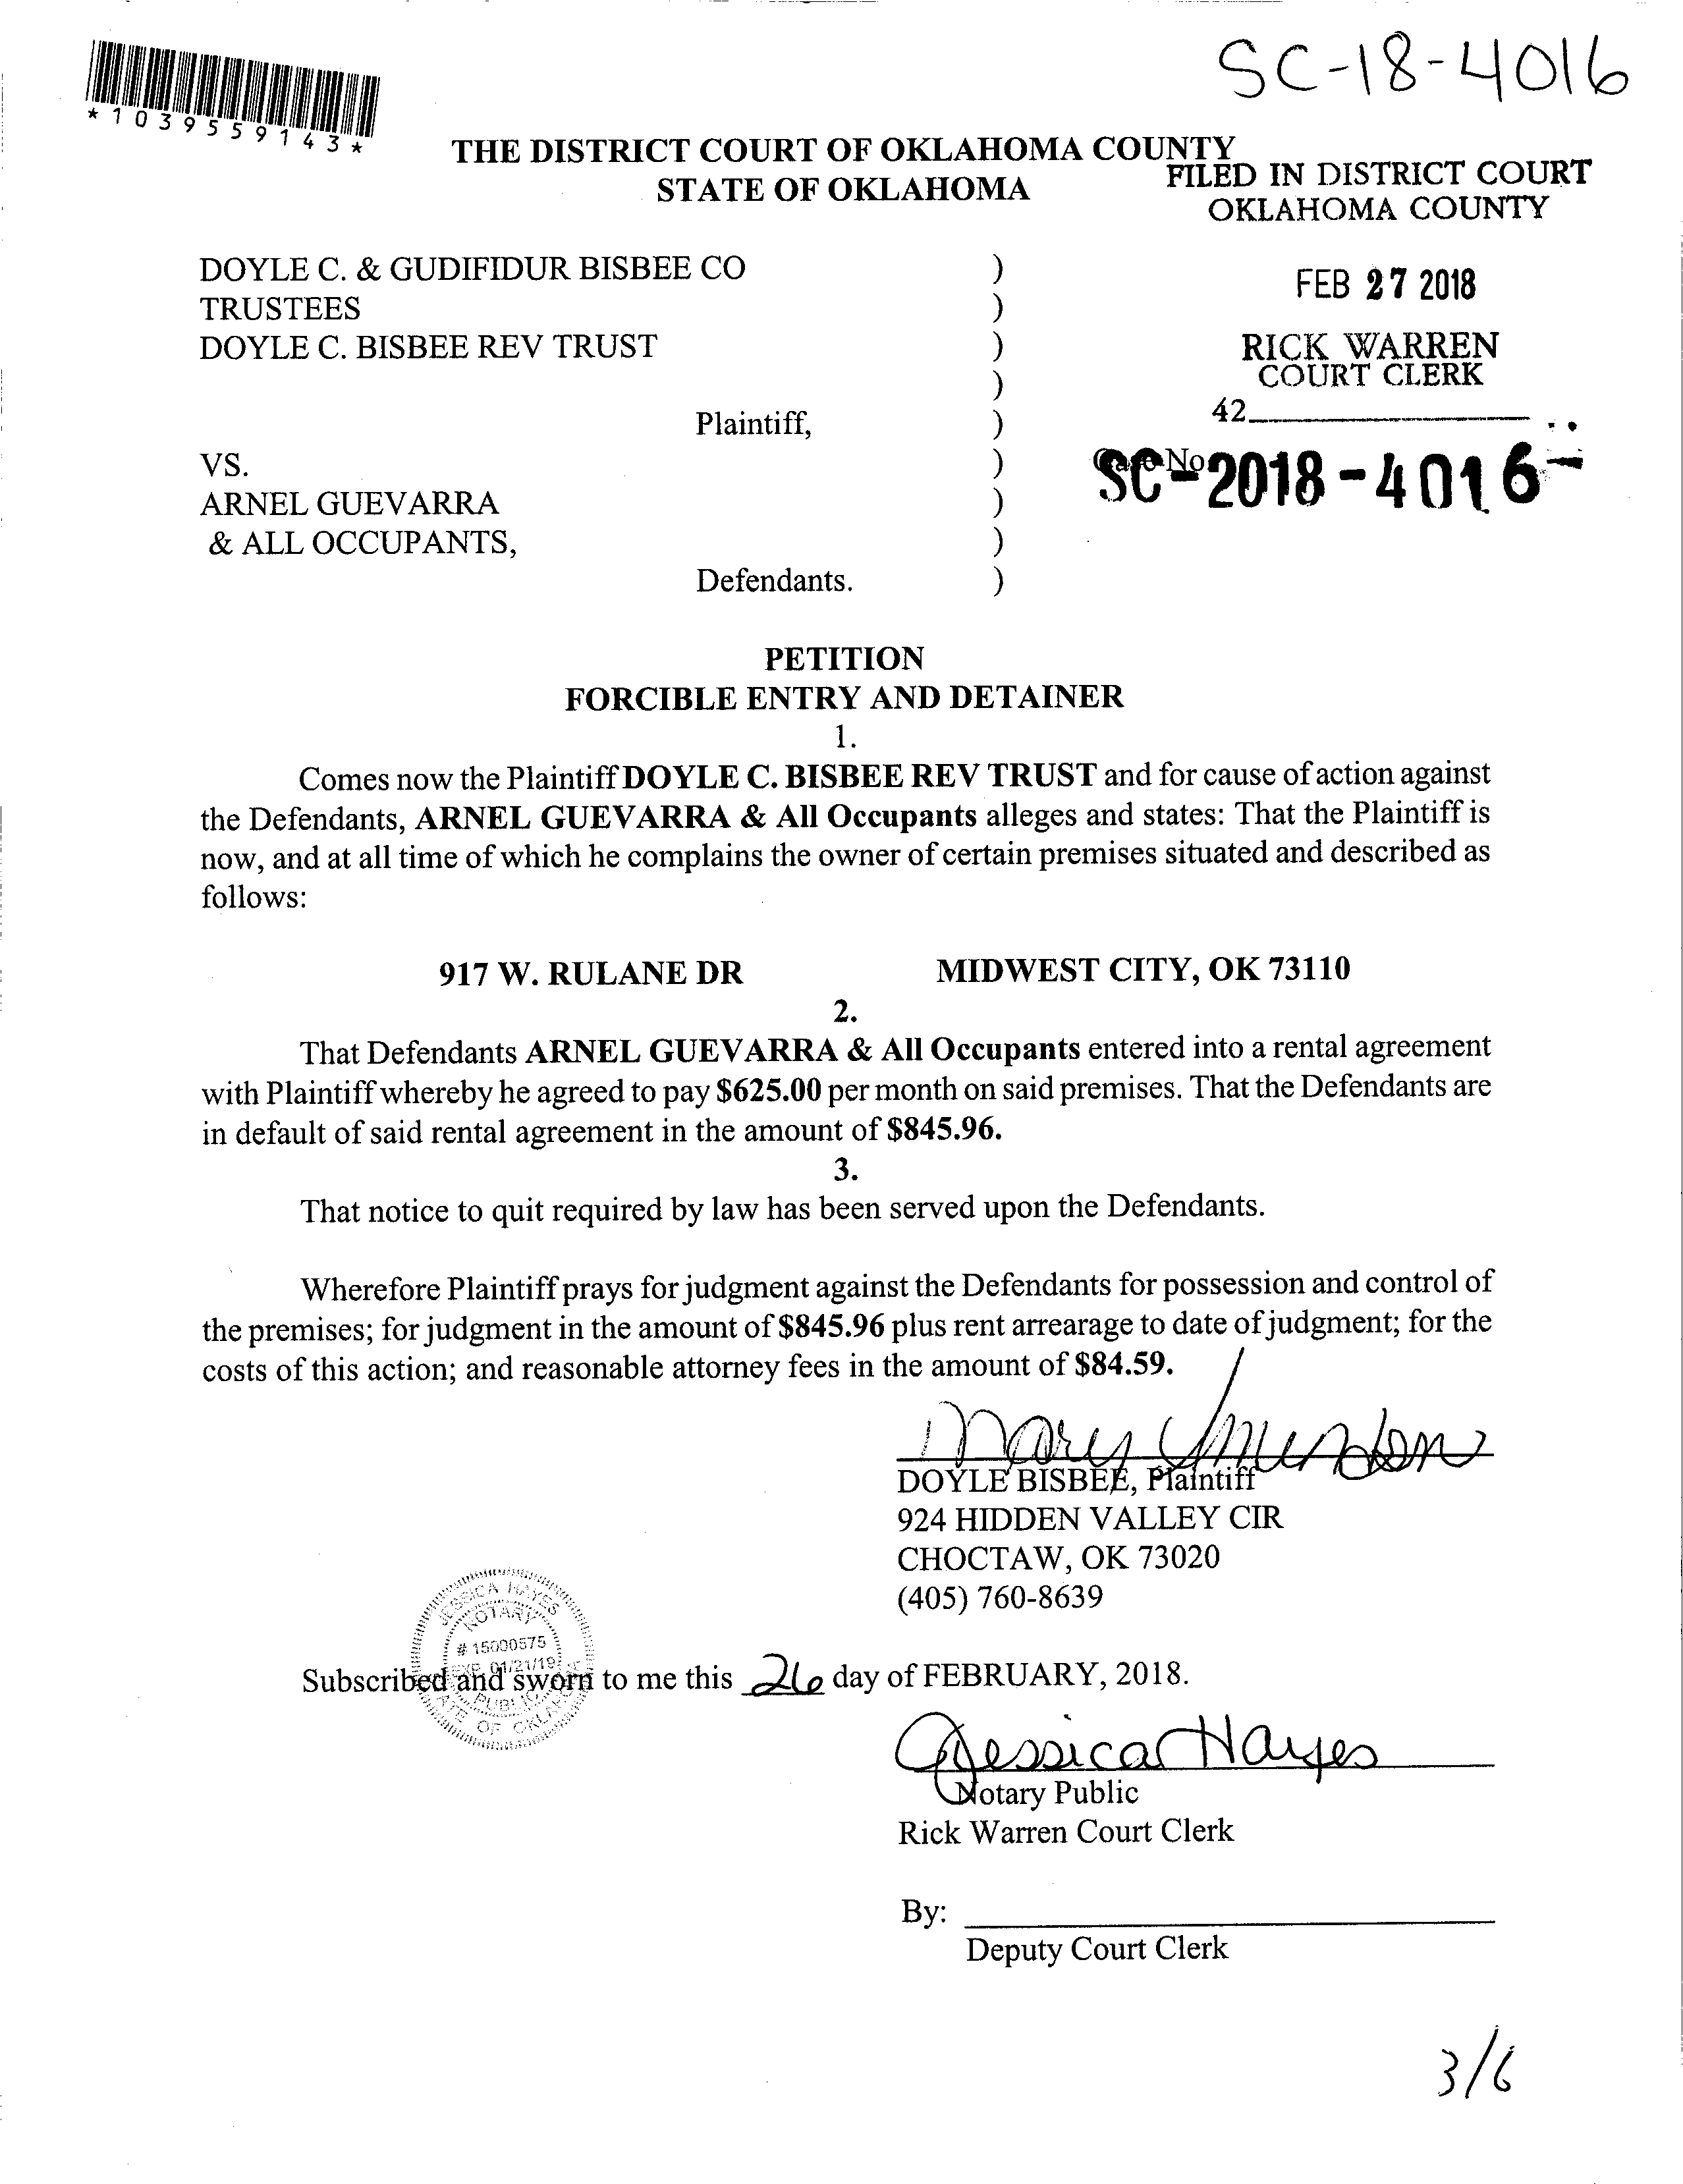 SC-18-4016
*1039559143*
THE DISTRICT COURT OF OKLAHOMA COUNTY
STATE OF OKLAHOMA
FILED IN DISTRICT COURT
OKLAHOMA COUNTY
FEB 27 2018
RICK WARREN
COURT CLERK
42
DOYLE C. & GUDIFIDUR BISBEE CO )
TRUSTEES )
DOYLE C. BISBEE REV TRUST )
)
Plaintiff, )
VS. ) Case No
SC-2018-4016-
ARNEL GUEVARRA )
& ALL OCCUPANTS, )
Defendants. )
PETITION
FORCIBLE ENTRY AND DETAINER
1.
Comes now the Plaintiff DOYLE C. BISBEE REV TRUST and for cause of action against
the Defendants, ARNEL GUEVARRA & All Occupants alleges and states: That the Plaintiff is
now, and at all time of which he complains the owner of certain premises situated and described as
follows:
917 W. RULANE DR MIDWEST CITY, OK 73110
2.
That Defendants ARNEL GUEVARRA & All Occupants entered into a rental agreement
with Plaintiff whereby he agreed to pay $625.00 per month on said premises. That the Defendants are
in default of said rental agreement in the amount of $845.96.
3.
That notice to quit required by law has been served upon the Defendants.
Wherefore Plaintiff prays for judgment against the Defendants for possession and control of
the premises; for judgment in the amount of $845.96 plus rent arrearage to date of judgment; for the
costs of this action; and reasonable attorney fees in the amount of $84.59.
Mary
DOYLE BISBEE, Plaintiff
924 HIDDEN VALLEY CIR
CHOCTAW, OK 73020
(405) 760-8639
JESSICA HAYES
NOTARY
# 15000575
EXP. 01/21/19
PUBLIC
STATE OF OKLAHOMA
Subscribed and sworn to me this 26 day of FEBRUARY, 2018.
Jessica Hayes
Notary Public
Rick Warren Court Clerk
By:
Deputy Court Clerk
3/6